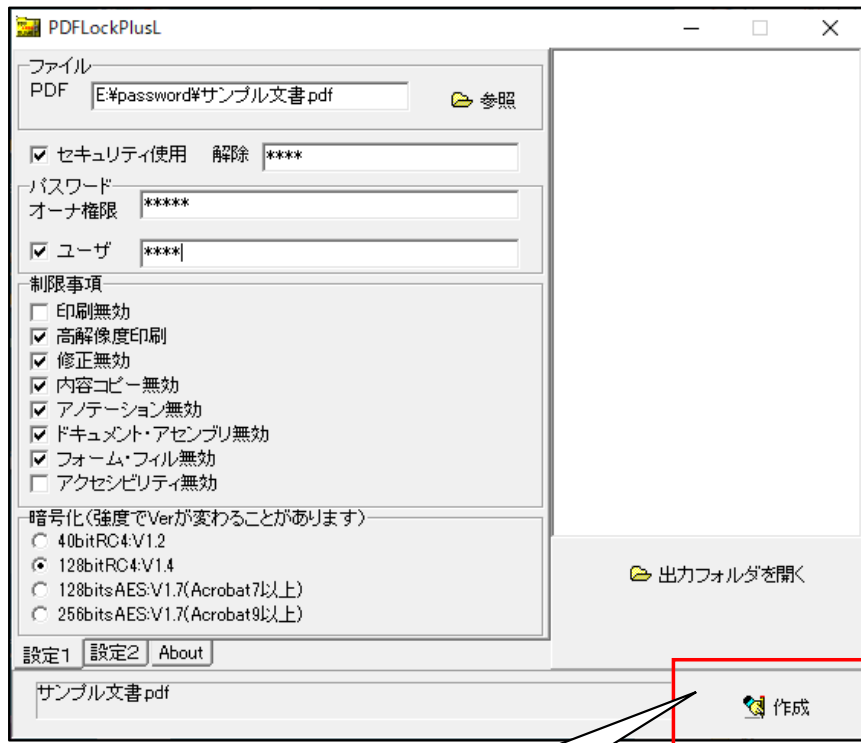 PDFLockPlusL
ファイル
PDF E:¥password¥サンプル文書.pdf 参照
セキュリティ使用 解除 ****
パスワード
オーナ権限 *****
ユーザ ****
制限事項
印刷無効
高解像度印刷
修正無効
内容コピー無効
アノテーション無効
ドキュメント・アセンブリ無効
フォーム・フィル無効
アクセシビリティ無効
暗号化(強度でVerが変わることがあります)
40bitRC4:V1.2
128bitRC4:V1.4
128bitsAES:V1.7(Acrobat7以上)
256bitsAES:V1.7(Acrobat9以上)
出力フォルダを開く
設定1 設定2 About
サンプル文書.pdf
作成